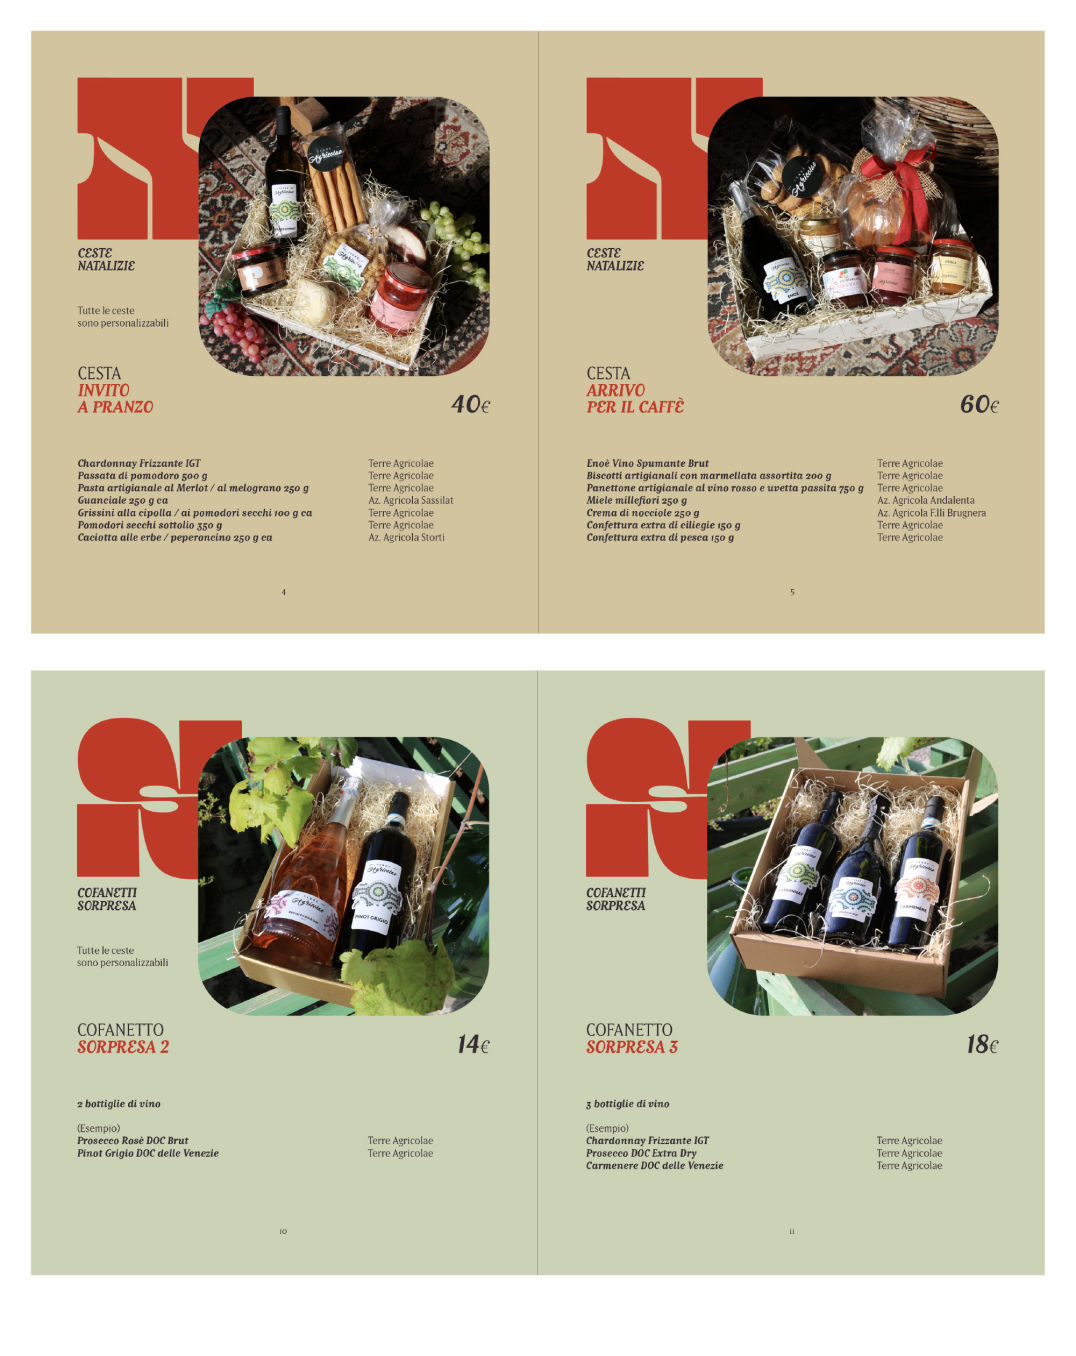 CESTE
NATALIZIE
Tutte le ceste
sono personalizzabili
CESTA
INVITO
A PRANZO
40€
Chardonnay Frizzante IGT Terre Agricolae
Passata di pomodoro 500 g Terre Agricolae
Pasta artigianale al Merlot / al melograno 250 g Terre Agricolae
Guanciale 250 g ca Az. Agricola Sassilat
Grissini alla cipolla / ai pomodori secchi 100 g ca Terre Agricolae
Pomodori secchi sottolio 350 g Terre Agricolae
Caciotta alle erbe / peperoncino 250 g ca Az. Agricola Storti
4
CESTE
NATALIZIE
CESTA
ARRIVO
PER IL CAFFÈ
60€
Enoè Vino Spumante Brut Terre Agricolae
Biscotti artigianali con marmellata assortita 200 g Terre Agricolae
Panettone artigianale al vino rosso e uvetta passita 750 g Terre Agricolae
Miele millefiori 250 g Az. Agricola Andalenta
Crema di nocciole 250 g Az. Agricola F.lli Brugnera
Confettura extra di ciliegie 150 g Terre Agricolae
Confettura extra di pesca 150 g Terre Agricolae
5
COFANETTI
SORPRESA
Tutte le ceste
sono personalizzabili
Agricolae
PINOT GRIGIO
COFANETTO
SORPRESA 2
14€
2 bottiglie di vino
(Esempio)
Prosecco Rosè DOC Brut Terre Agricolae
Pinot Grigio DOC delle Venezie Terre Agricolae
10
COFANETTI
SORPRESA
CHARDONNAY
CARMENERE
COFANETTO
SORPRESA 3
18€
3 bottiglie di vino
(Esempio)
Chardonnay Frizzante IGT Terre Agricolae
Prosecco DOC Extra Dry Terre Agricolae
Carmenere DOC delle Venezie Terre Agricolae
11